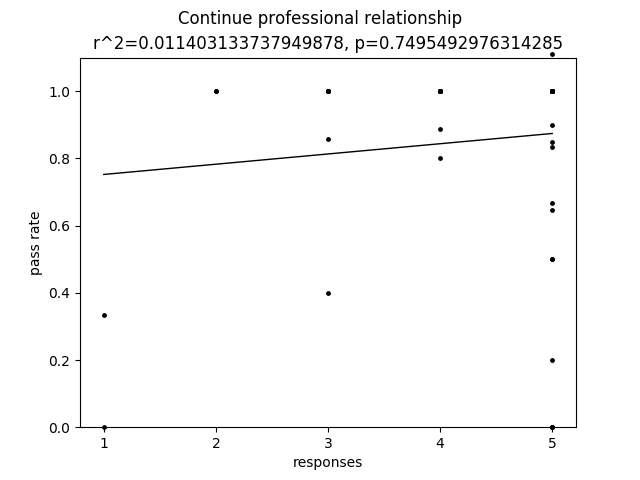 Continue professional relationship
r^2=0.011403133737949878, p=0.7495492976314285
1.0
0.8
0.6
0.4
0.2
0.0
pass rate
1 2 3 4 5
responses